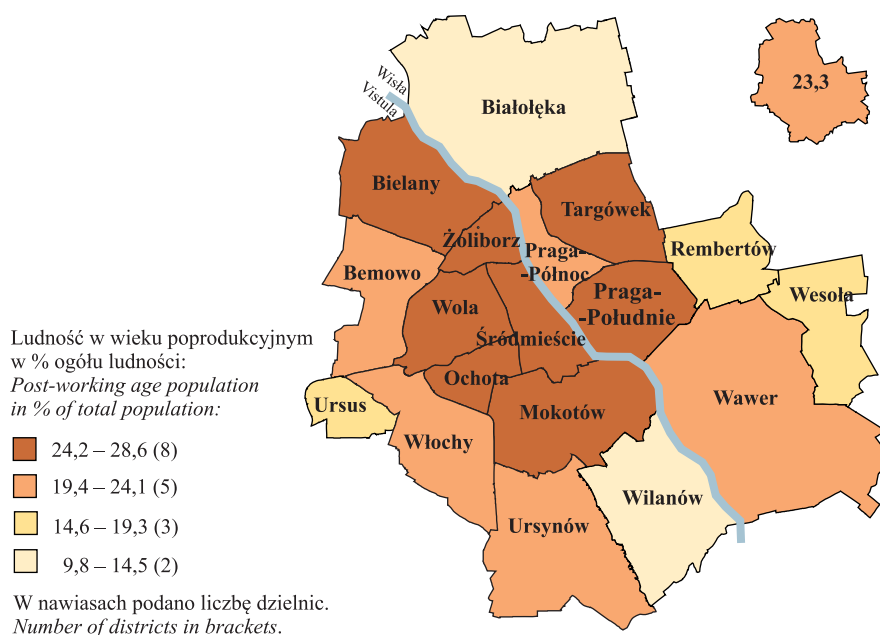 Wisła
Vistula
Białołęka
23,3
Bielany
Targówek
Żoliborz
Praga-
-Północ
Rembertów
Bemowo
Wesoła
Wola
Praga-
-Południe
Śródmieście
Ochota
Ursus
Mokotów
Wawer
Włochy
Wilanów
Ursynów
Ludność w wieku poprodukcyjnym
w % ogółu ludności:
Post-working age population
in % of total population:
24,2 – 28,6 (8)
19,4 – 24,1 (5)
14,6 – 19,3 (3)
9,8 – 14,5 (2)
W nawiasach podano liczbę dzielnic.
Number of districts in brackets.